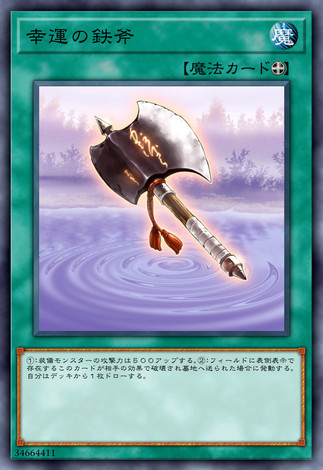 幸運の鉄斧
魔
【魔法カード】
①:装備モンスターの攻撃力は500アップする。②:フィールドに表側表示で
存在するこのカードが相手の効果で破壊され墓地へ送られた場合に発動する。
自分はデッキから1枚ドローする。
34664411